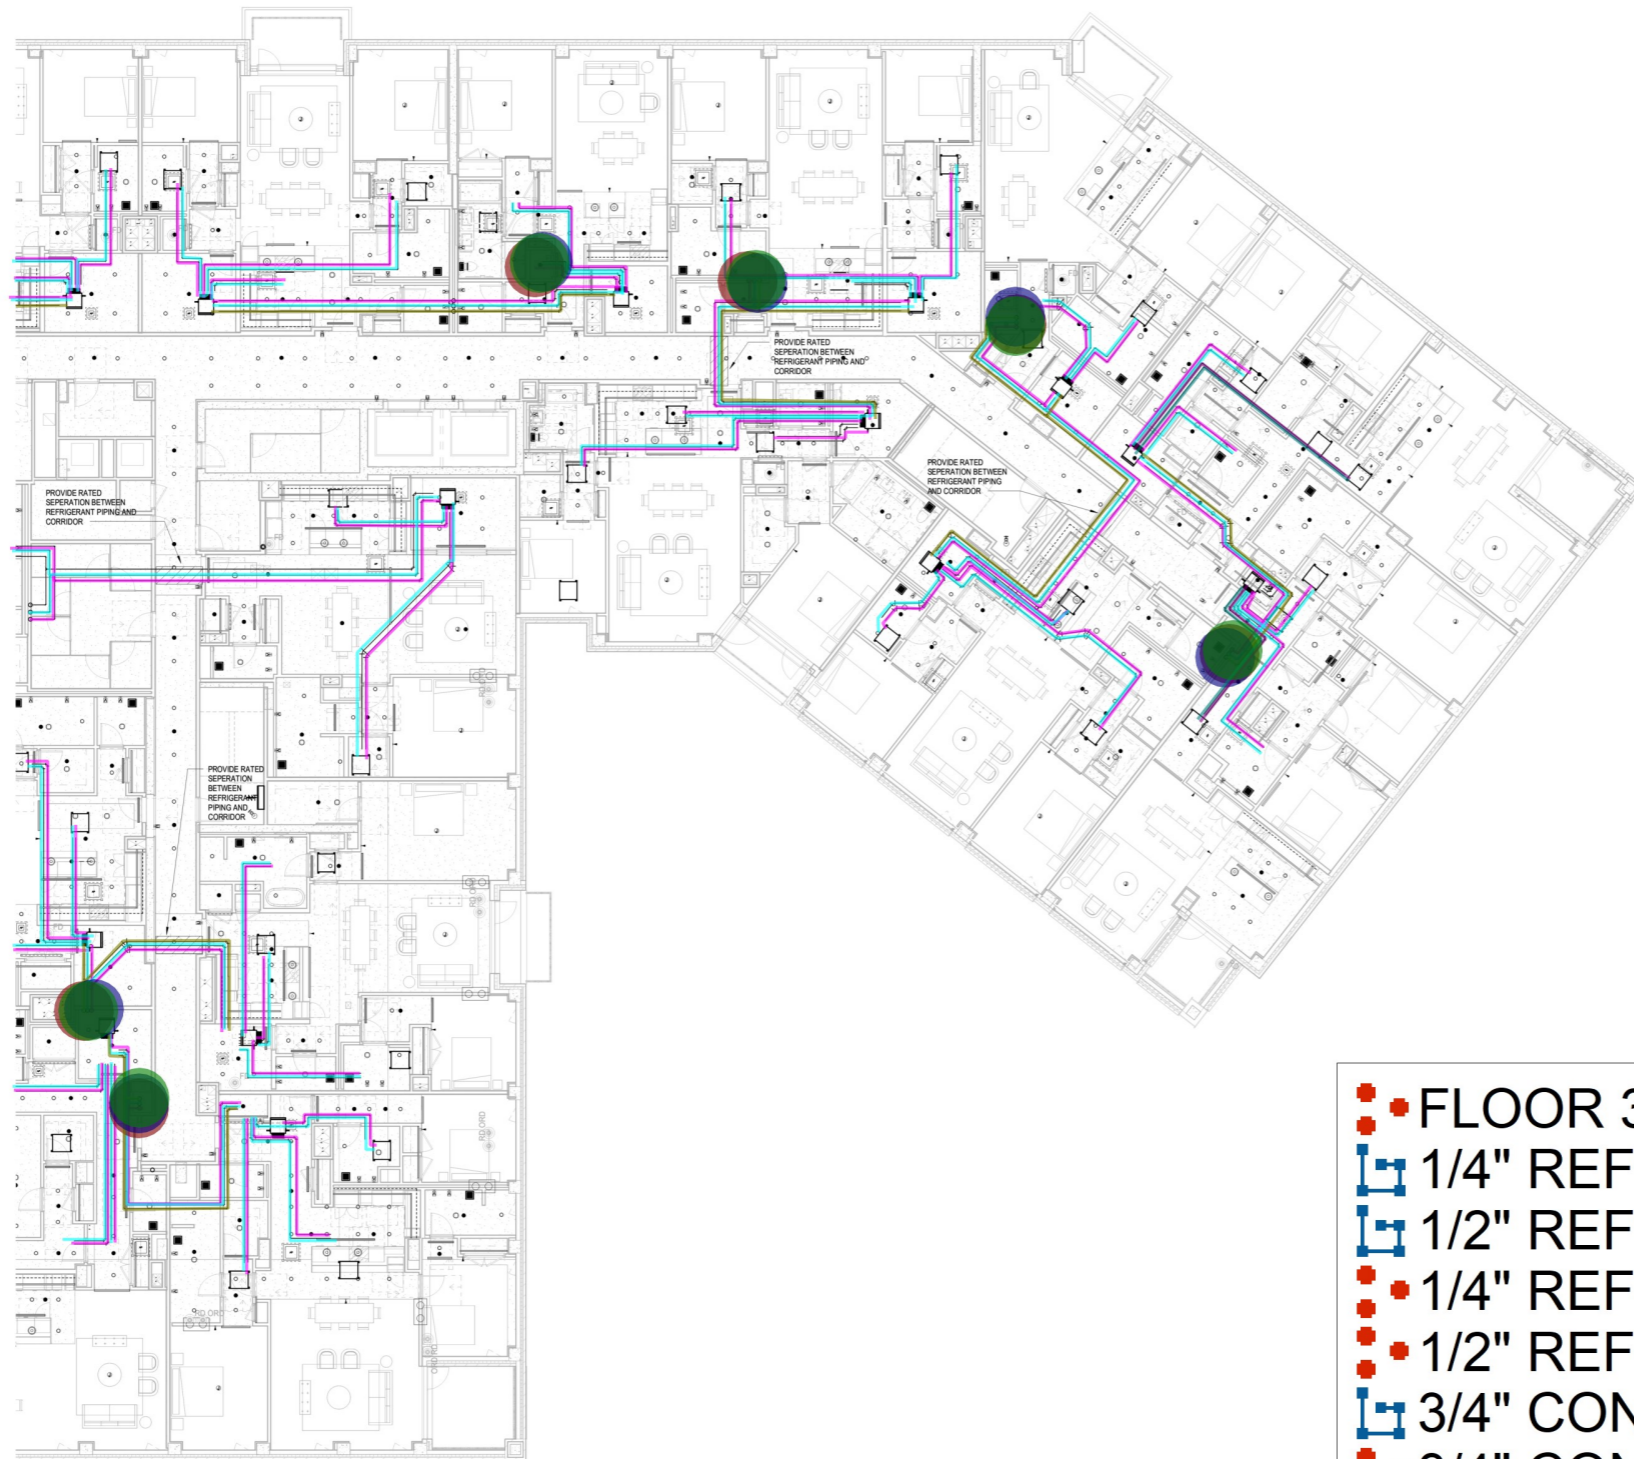 PROVIDE RATED
SEPERATION BETWEEN
REFRIGERANT PIPING AND
CORRIDOR
PROVIDE RATED
SEPERATION BETWEEN
REFRIGERANT PIPING
AND CORRIDOR
PROVIDE RATED
SEPERATION BETWEEN
REFRIGERANT PIPING AND
CORRIDOR
PROVIDE RATED
SEPERATION
BETWEEN
REFRIGERANT
PIPING AND
CORRIDOR
FLOOR 3
1/4" REF
1/2" REF
1/4" REF
1/2" REF
3/4" CON